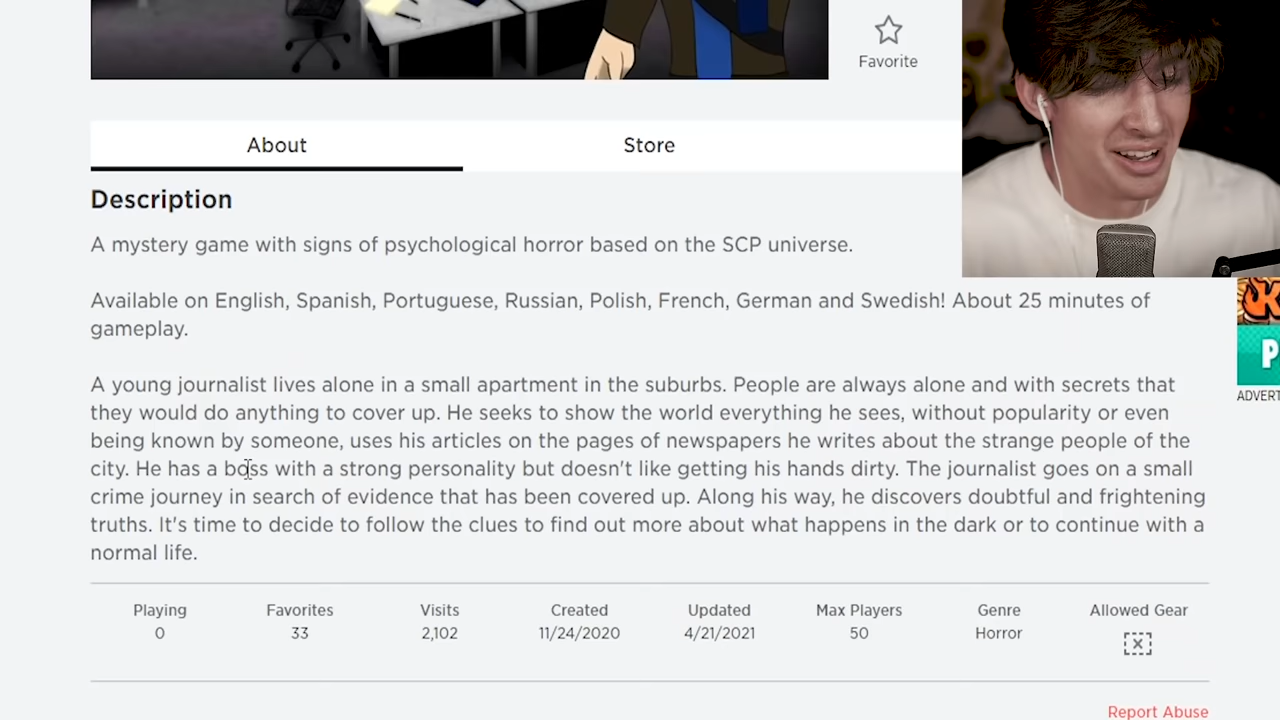 Favorite
About
Store
Description
A mystery game with signs of psychological horror based on the SCP universe.
Available on English, Spanish, Portuguese, Russian, Polish, French, German and Swedish! About 25 minutes of
gameplay.
A young journalist lives alone in a small apartment in the suburbs. People are always alone and with secrets that
they would do anything to cover up. He seeks to show the world everything he sees, without popularity or even
being known by someone, uses his articles on the pages of newspapers he writes about the strange people of the
city. He has a boss with a strong personality but doesn't like getting his hands dirty. The journalist goes on a small
crime journey in search of evidence that has been covered up. Along his way, he discovers doubtful and frightening
truths. It's time to decide to follow the clues to find out more about what happens in the dark or to continue with a
normal life.
Playing Favorites Visits Created Updated Max Players Genre Allowed Gear
0 33 2,102 11/24/2020 4/21/2021 50 Horror
Report Abuse